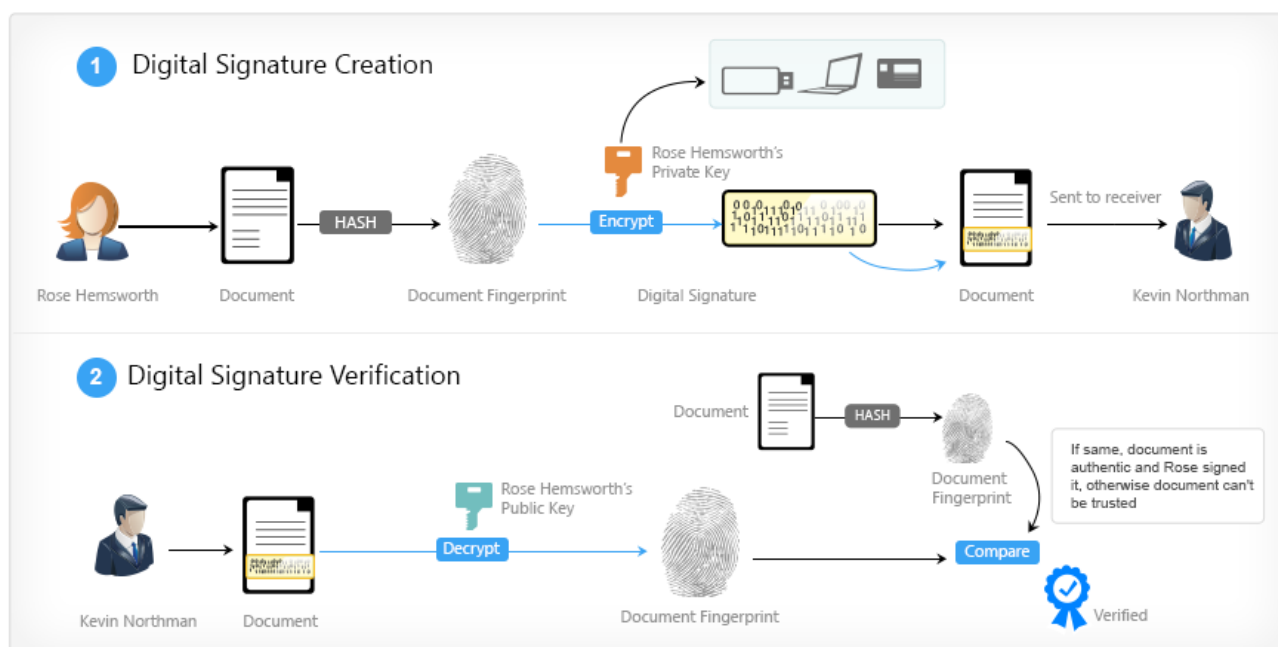 1 Digital Signature Creation
Rose Hemsworth's
Private Key
Sent to receiver
HASH
Encrypt
Rose Hemsworth
Document
Document Fingerprint
Digital Signature
Document
Kevin Northman
2 Digital Signature Verification
Document
HASH
Document
Fingerprint
If same, document is
authentic and Rose signed
it, otherwise document can't
be trusted
Rose Hemsworth's
Public Key
Decrypt
Compare
Kevin Northman
Document
Document Fingerprint
Verified